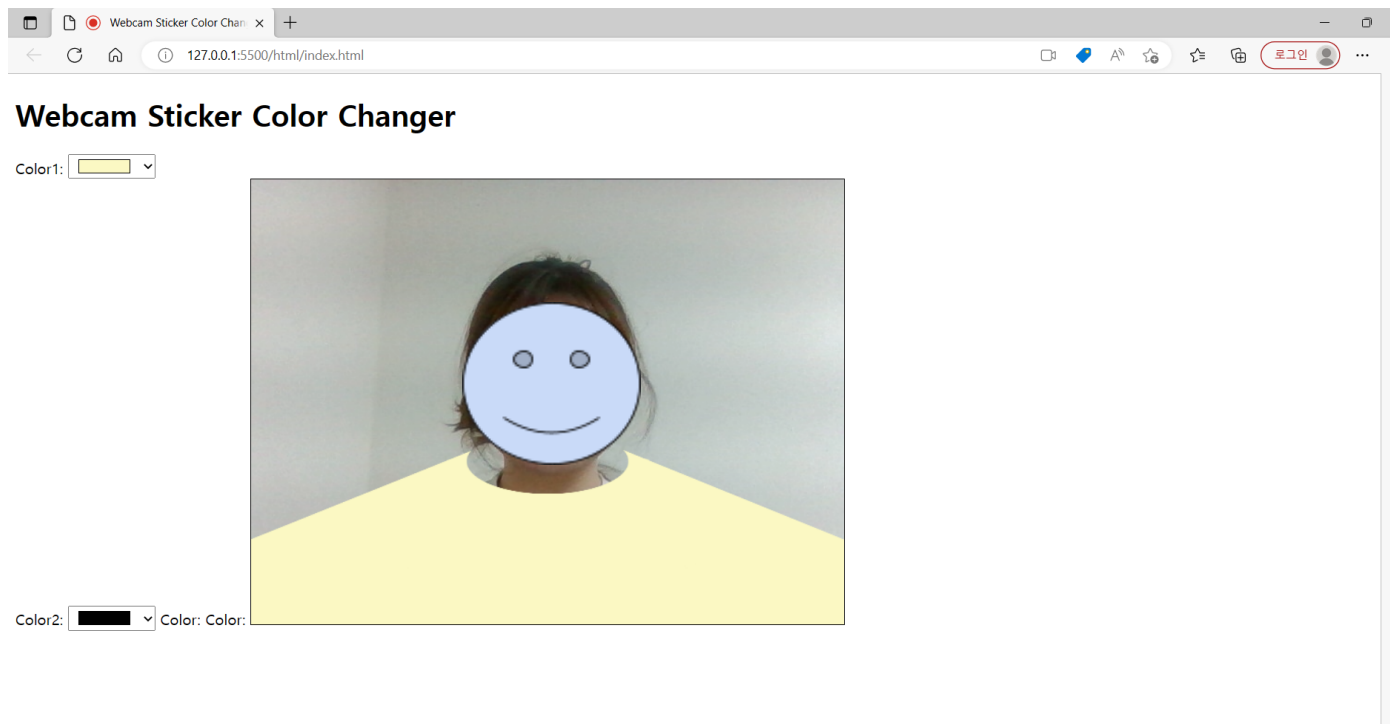 Webcam Sticker Color Chan
127.0.0.1:5500/html/index.html
로그인
Webcam Sticker Color Changer
Color1:
Color2: Color: Color: